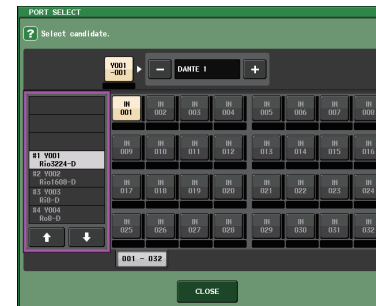 PORT SELECT
? Select candidate.
Y001
-001
− DANTE 1 +
IN 001 IN 002 IN 003 IN 004 IN 005 IN 006 IN 007 IN 008
IN 009 IN 010 IN 011 IN 012 IN 013 IN 014 IN 015 IN 016
#1 Y001
Rio3224-D
#2 Y002
Rio1608-D
IN 017 IN 018 IN 019 IN 020 IN 021 IN 022 IN 023 IN 024
#3 Y003
Ri8-D
#4 Y004
Ro8-D
IN 025 IN 026 IN 027 IN 028 IN 029 IN 030 IN 031 IN 032
001 - 032
CLOSE